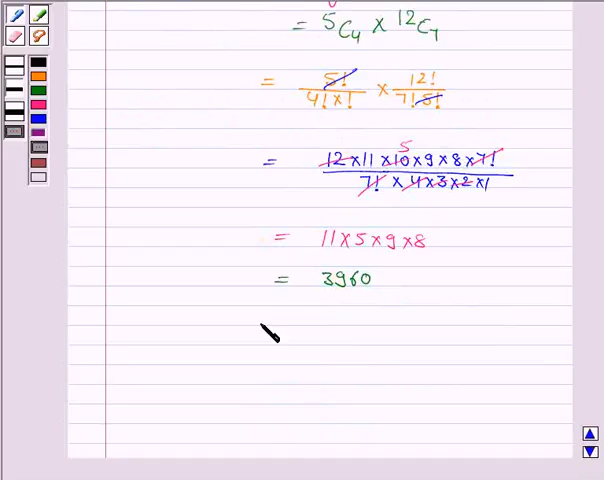 = ⁵C₄ × ¹²C₇
= 5!/4!×! × 12!/7!5!
= 12×11×10×9×8×7!/7!×4×3×2×1 5
= 11×5×9×8
= 3960